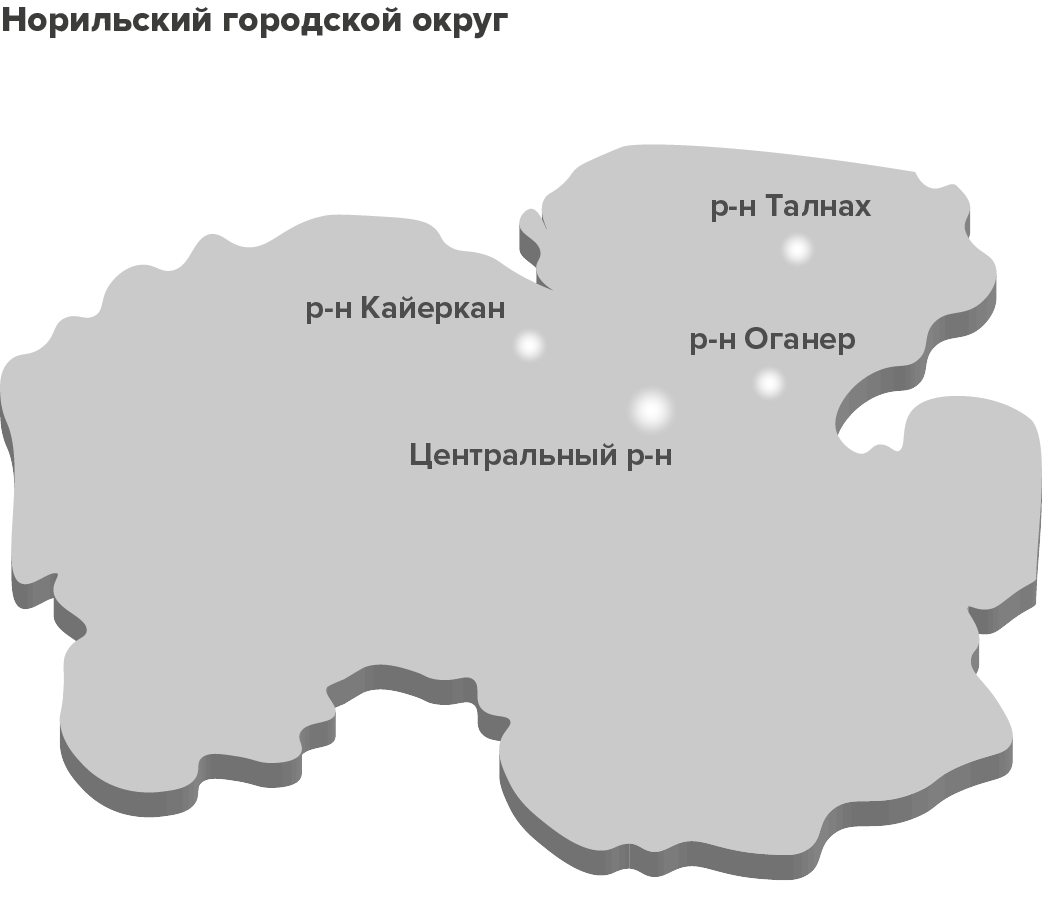 Норильский городской округ
р-н Талнах
р-н Кайеркан
р-н Оганер
Центральный р-н